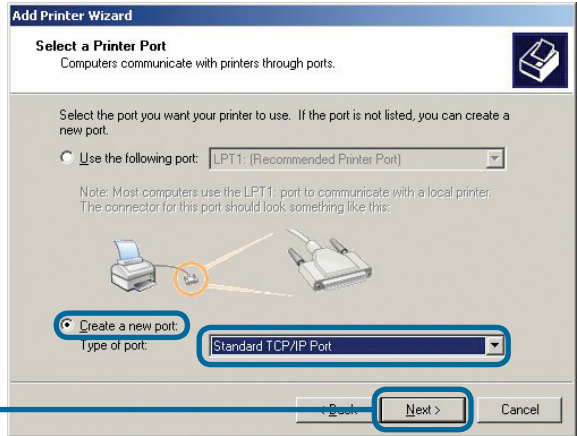 Add Printer Wizard
Select a Printer Port
Computers communicate with printers through ports.
Select the port you want your printer to use. If the port is not listed, you can create a
new port.
Use the following port: LPT1: (Recommended Printer Port)
Note: Most computers use the LPT1: port to communicate with a local printer.
The connector for this port should look something like this:
Create a new port:
Type of port: Standard TCP/IP Port
< Back Next > Cancel